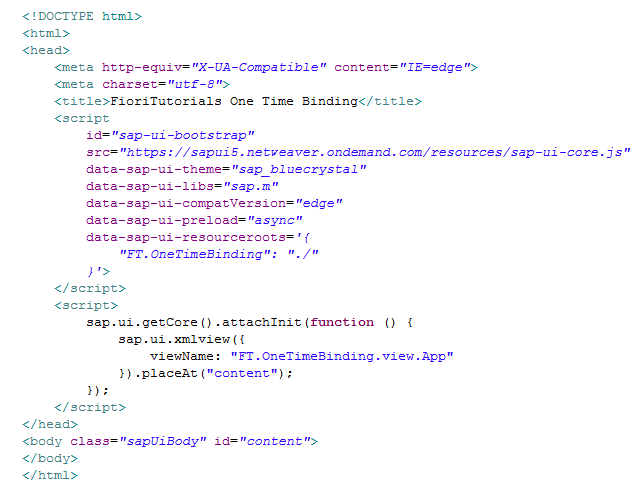 <!DOCTYPE html>
<html>
<head>
    <meta http-equiv="X-UA-Compatible" content="IE=edge">
    <meta charset="utf-8">
    <title>FioriTutorials One Time Binding</title>
    <script
        id="sap-ui-bootstrap"
        src="https://sapui5.netweaver.ondemand.com/resources/sap-ui-core.js"
        data-sap-ui-theme="sap_bluecrystal"
        data-sap-ui-libs="sap.m"
        data-sap-ui-compatVersion="edge"
        data-sap-ui-preload="async"
        data-sap-ui-resourceroots='{
            "FT.OneTimeBinding": "./"
        }'>
    </script>
    <script>
        sap.ui.getCore().attachInit(function () {
            sap.ui.xmlview({
                viewName: "FT.OneTimeBinding.view.App"
            }).placeAt("content");
        });
    </script>
</head>
<body class="sapUiBody" id="content">
</body>
</html>